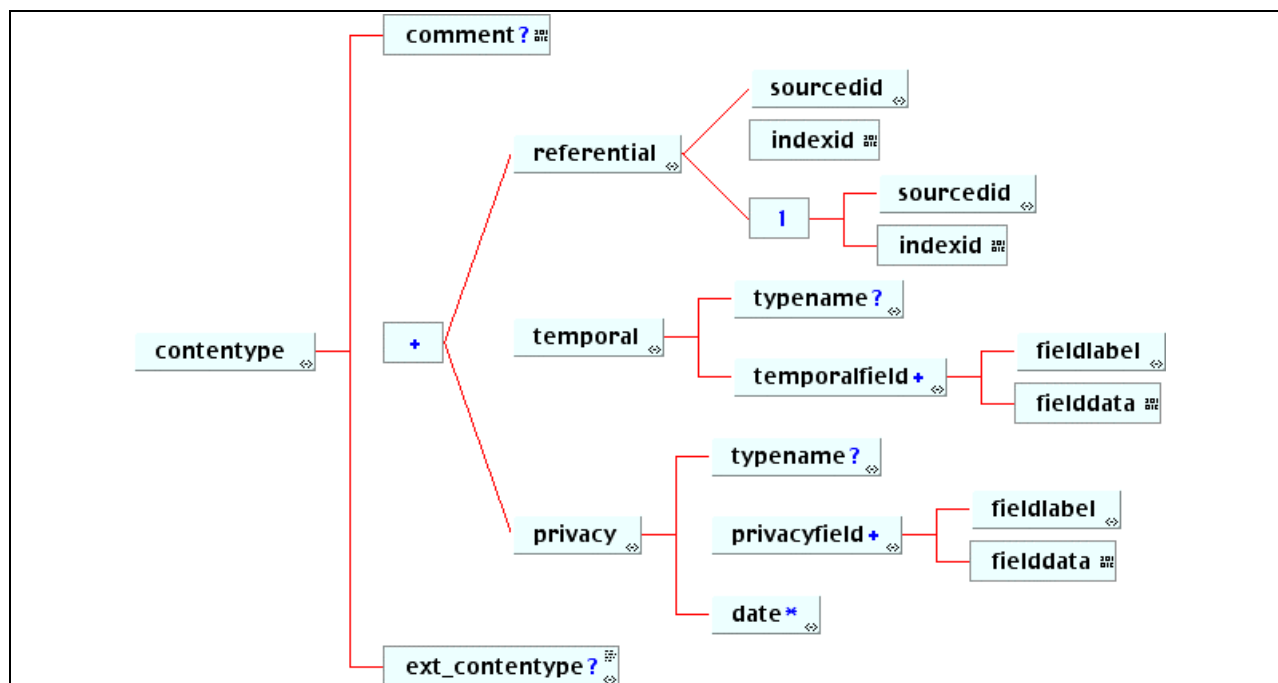 comment?
sourcedid
indexid
referential
sourcedid
1
indexid
typename?
temporal
+
contentype
fieldlabel
temporalfield+
fielddata
typename?
fieldlabel
privacy
privacyfield+
fielddata
date*
ext_contentype?